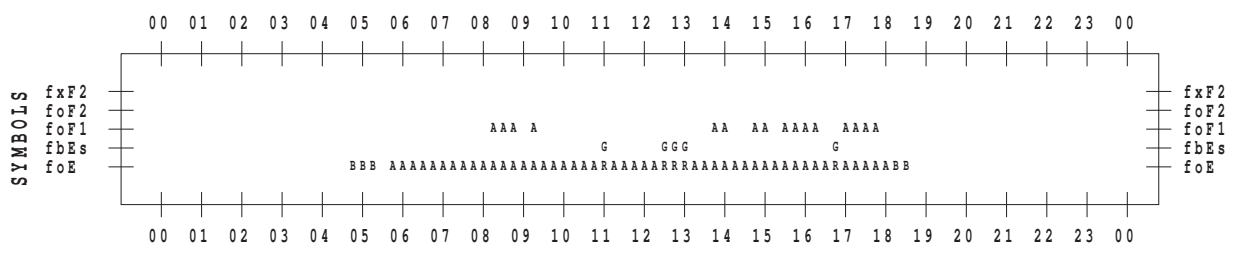 00 01 02 03 04 05 06 07 08 09 10 11 12 13 14 15 16 17 18 19 20 21 22 23 00
SYMBOLS
fxF2 fxF2
foF2 foF2
foF1 AAA A AA AA AAAA AAAA foF1
fbEs G GGG G fbEs
foE BBB AAAAAAAAAAAAAAAAAAAAARAAAAARRRAAAAAAAAAAAAAARAAAAABB foE
00 01 02 03 04 05 06 07 08 09 10 11 12 13 14 15 16 17 18 19 20 21 22 23 00